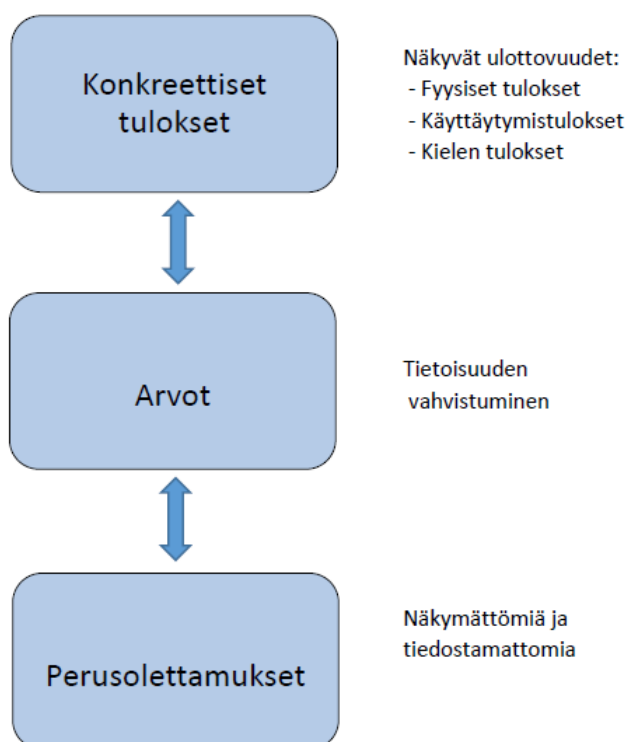 Konkreettiset
tulokset
Näkyvät ulottovuudet:
- Fyysiset tulokset
- Käyttäytymistulokset
- Kielen tulokset
Arvot
Tietoisuuden
vahvistuminen
Perusolettamukset
Näkymättömiä ja
tiedostamattomia